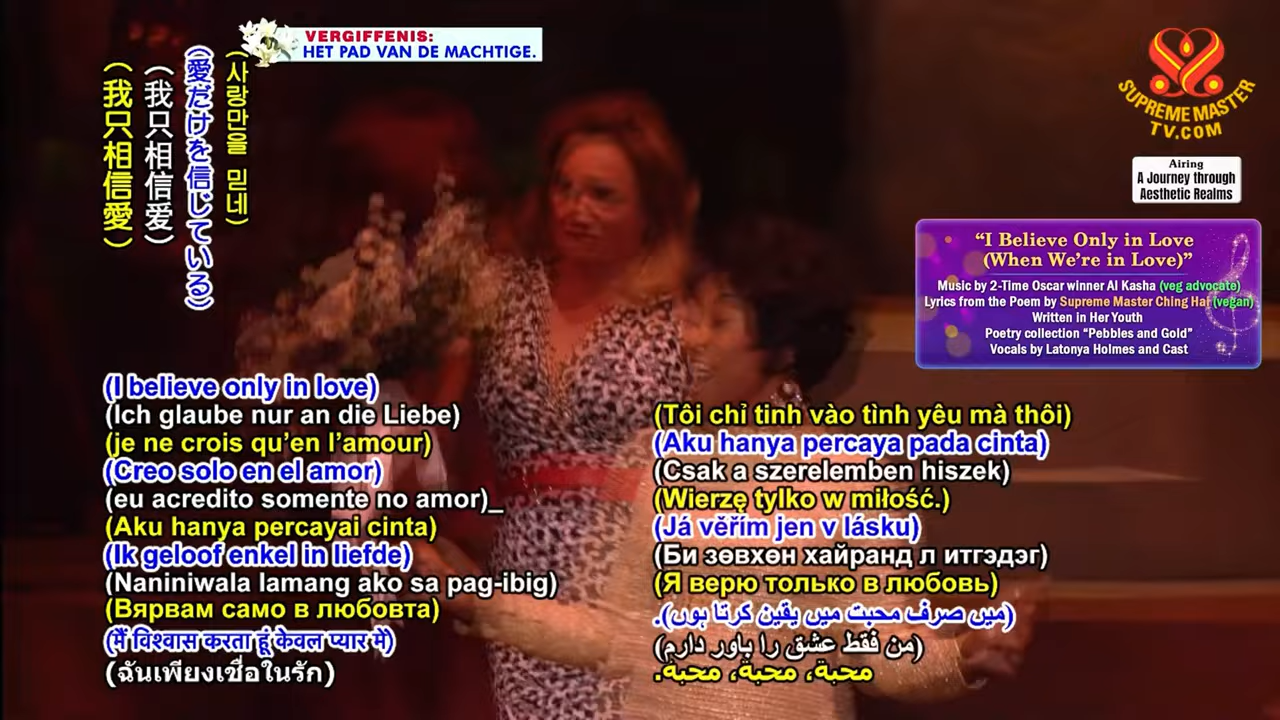 VERGIFFENIS:
HET PAD VAN DE MACHTIGE.
SUPREME MASTER
TV.COM
Airing
A Journey through
Aesthetic Realms
“I Believe Only in Love
(When We’re in Love)”
Music by 2-Time Oscar winner Al Kasha (veg advocate)
Lyrics from the Poem by Supreme Master Ching Hai (vegan)
Written in Her Youth
Poetry collection “Pebbles and Gold”
Vocals by Latonya Holmes and Cast
(사랑만을 믿네)
(愛だけを信じている)
(我只相信爱)
(我只相信愛)
(I believe only in love)
(Ich glaube nur an die Liebe)
(je ne crois qu’en l’amour)
(Creo solo en el amor)
(eu acredito somente no amor)_
(Aku hanya percayai cinta)
(Ik geloof enkel in liefde)
(Naniniwala lamang ako sa pag-ibig)
(Вярвам само в любовта)
(मैं विश्वास करता हूं केवल प्यार में)
(ฉันเพียงเชื่อในรัก)
(Tôi chỉ tinh vào tình yêu mà thôi)
(Aku hanya percaya pada cinta)
(Csak a szerelemben hiszek)
(Wierzę tylko w miłość.)
(Já věřím jen v lásku)
(Би зөвхөн хайранд л итгэдэг)
(Я верю только в любовь)
(میں صرف محبت میں یقین کرتا ہوں).
(من فقط عشق را باور دارم)
محبة، محبة، محبة.